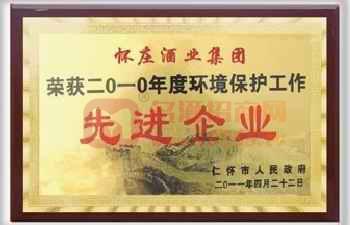 怀庄酒业集团
荣获二0一0年度环境保护工作
先进企业
仁怀市人民政府
二0一一年四月二十二日